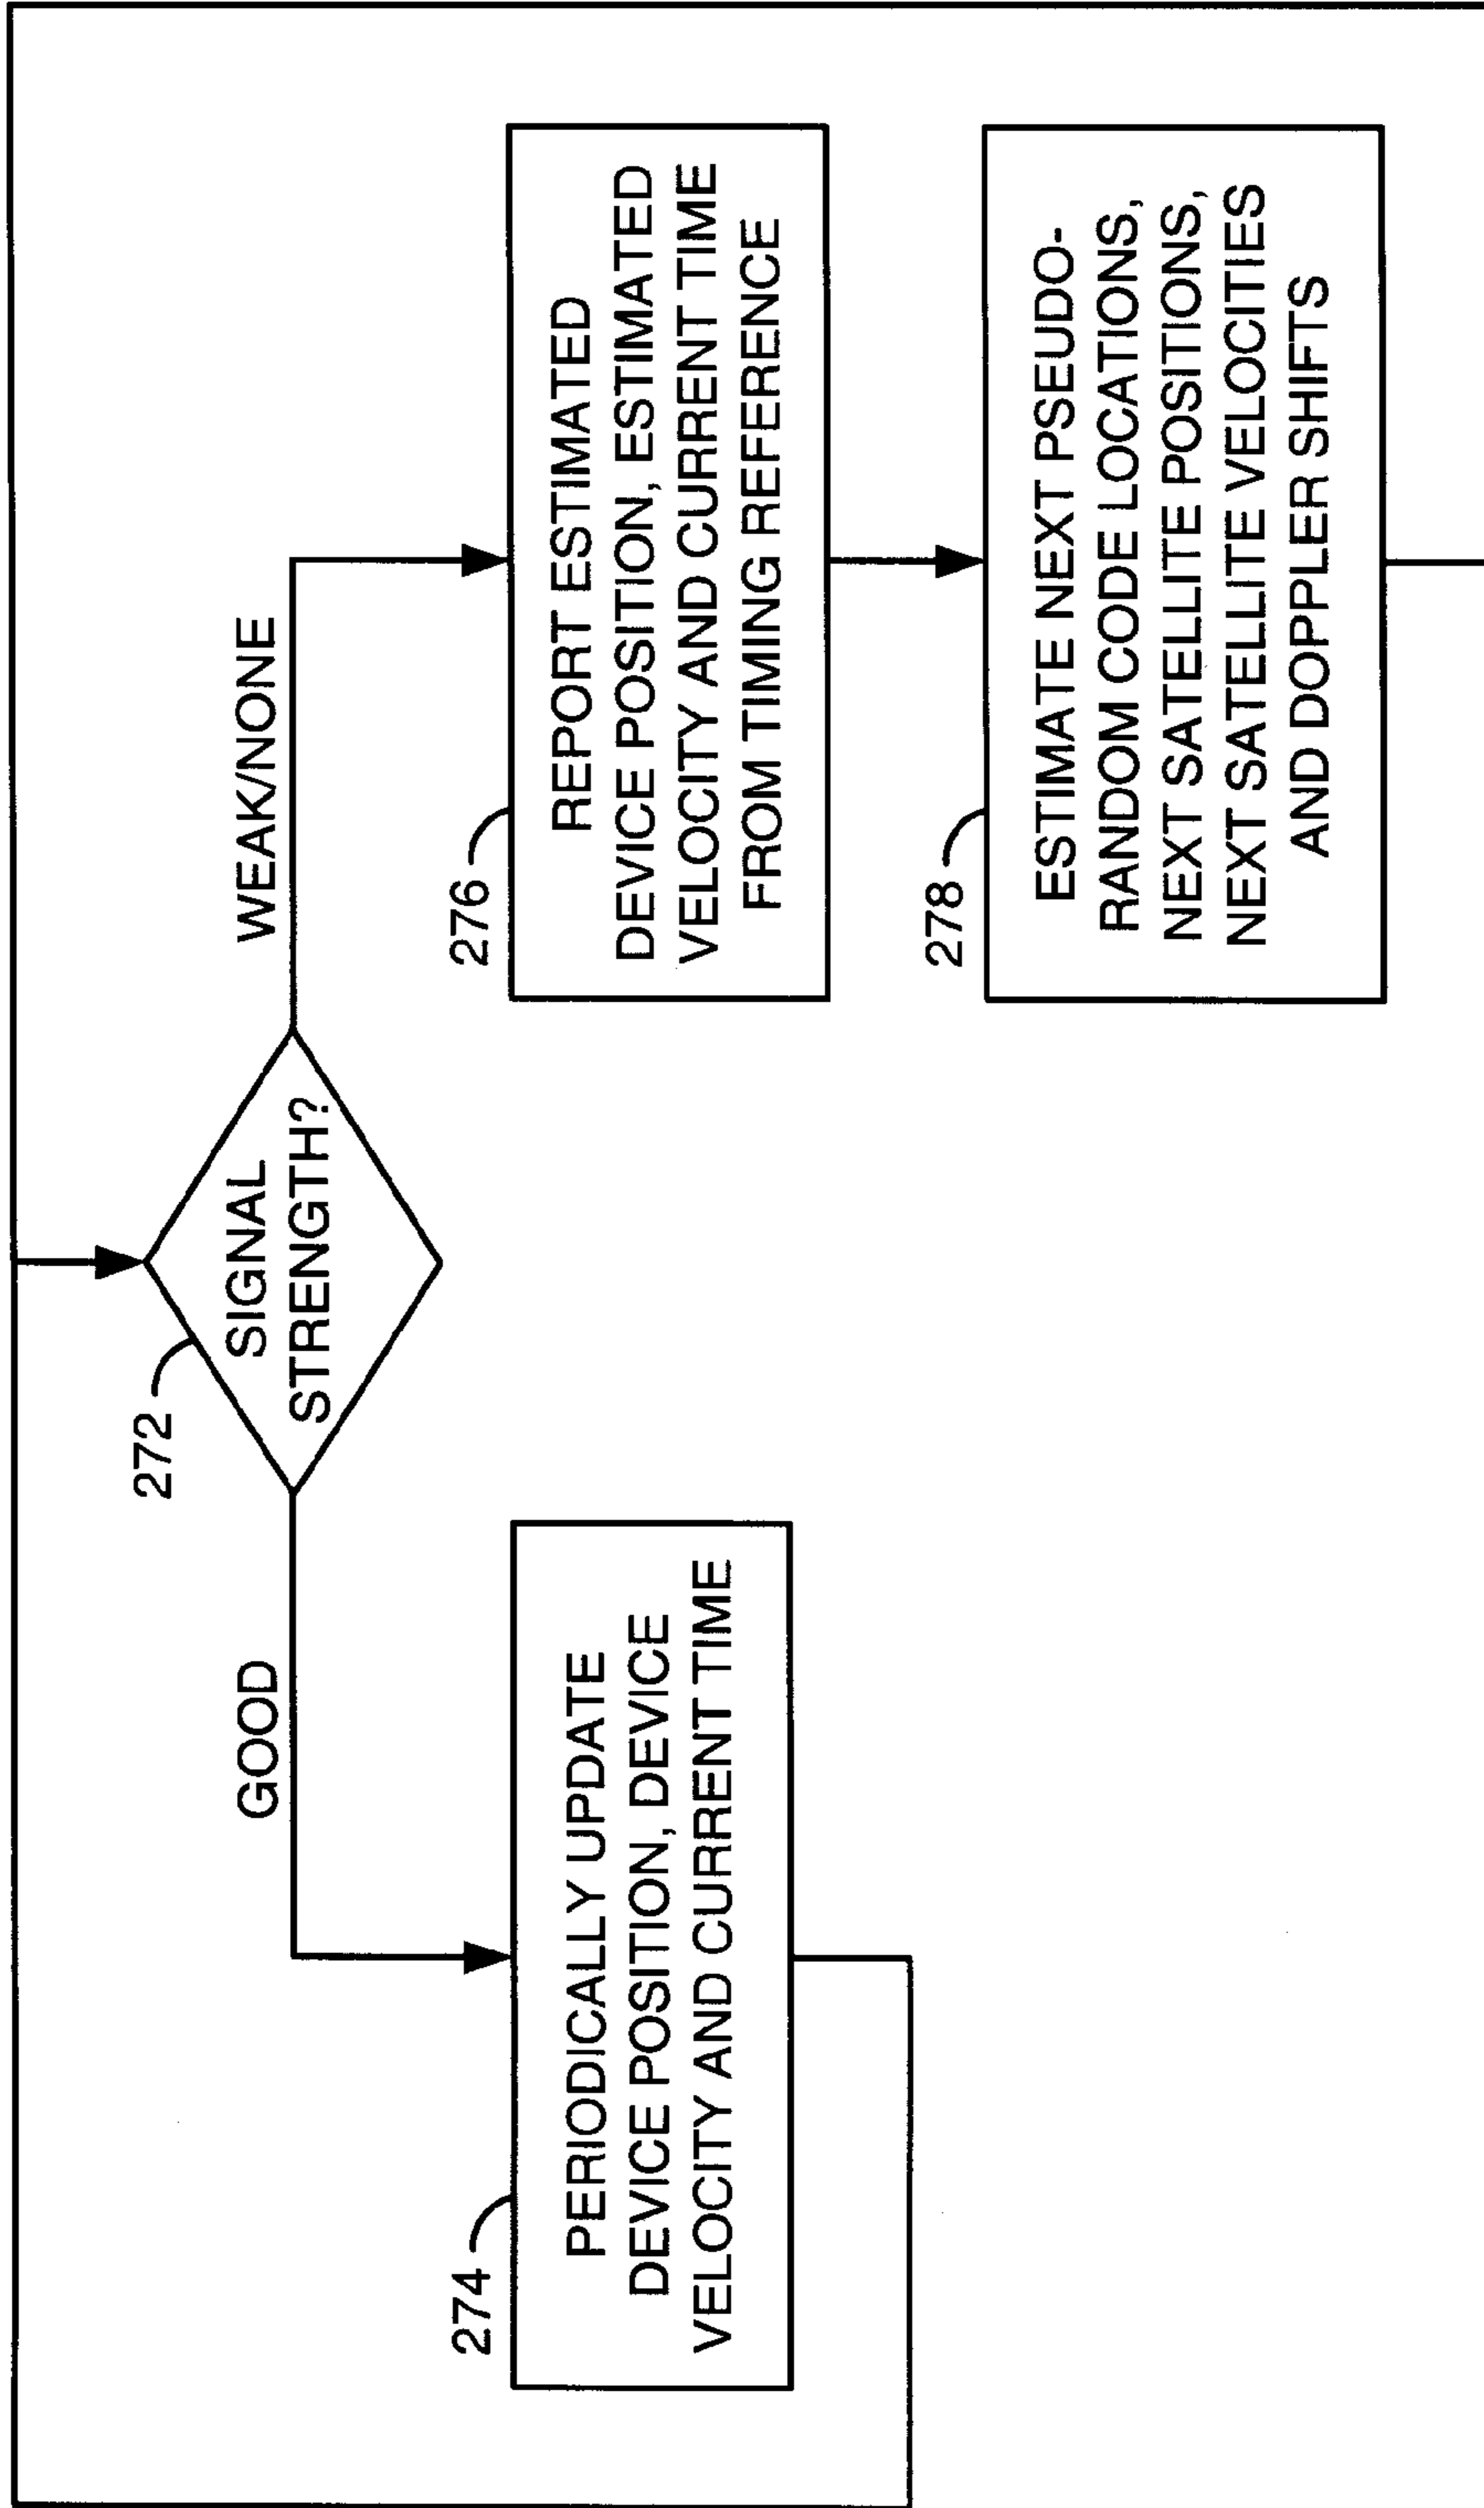 272
SIGNAL
STRENGTH?
GOOD
WEAK/NONE
274
PERIODICALLY UPDATE
DEVICE POSITION, DEVICE
VELOCITY AND CURRENT TIME
276
REPORT ESTIMATED
DEVICE POSITION, ESTIMATED
VELOCITY AND CURRENT TIME
FROM TIMING REFERENCE
278
ESTIMATE NEXT PSEUDO-
RANDOM CODE LOCATIONS,
NEXT SATELLITE POSITIONS,
NEXT SATELLITE VELOCITIES
AND DOPPLER SHIFTS